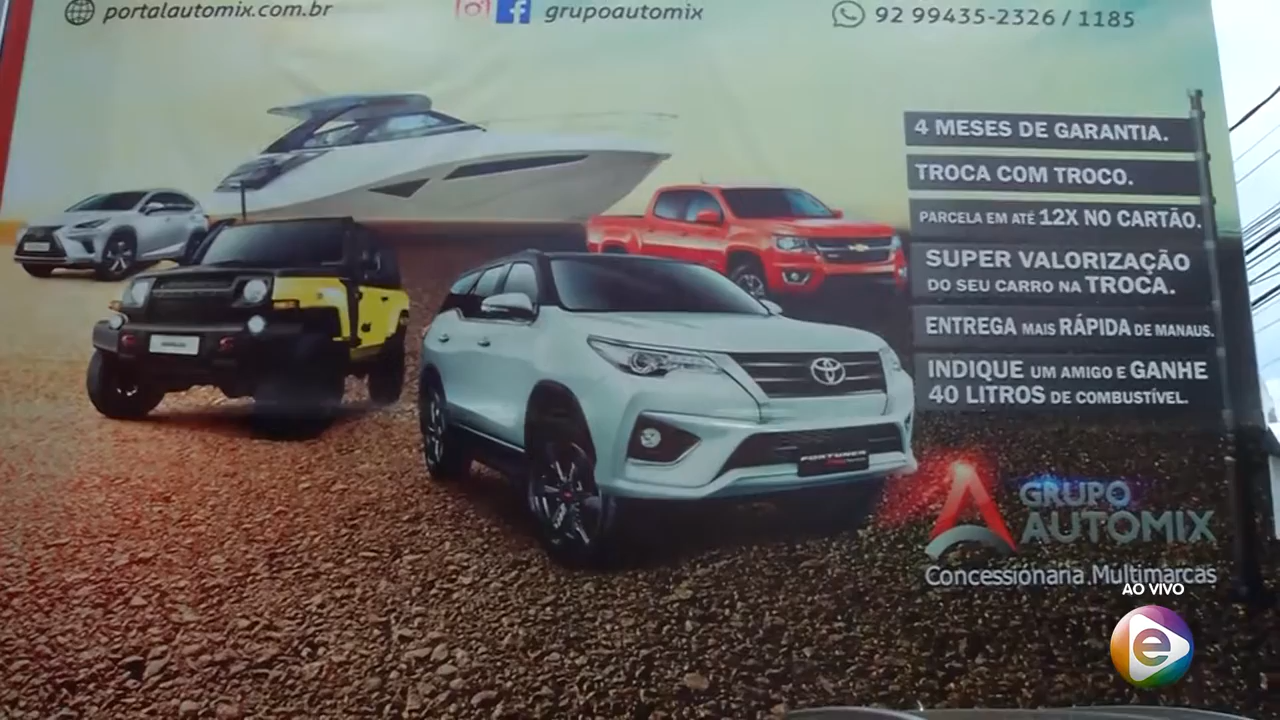 portalautomix.com.br
grupoautomix
92 99435-2326 / 1185
4 MESES DE GARANTIA.
TROCA COM TROCO.
PARCELA EM ATÉ 12X NO CARTÃO.
SUPER VALORIZAÇÃO
DO SEU CARRO NA TROCA.
ENTREGA MAIS RÁPIDA DE MANAUS.
INDIQUE UM AMIGO E GANHE
40 LITROS DE COMBUSTÍVEL.
FORTUNER
GRUPO
AUTOMIX
Concessionária Multimarcas
AO VIVO
e